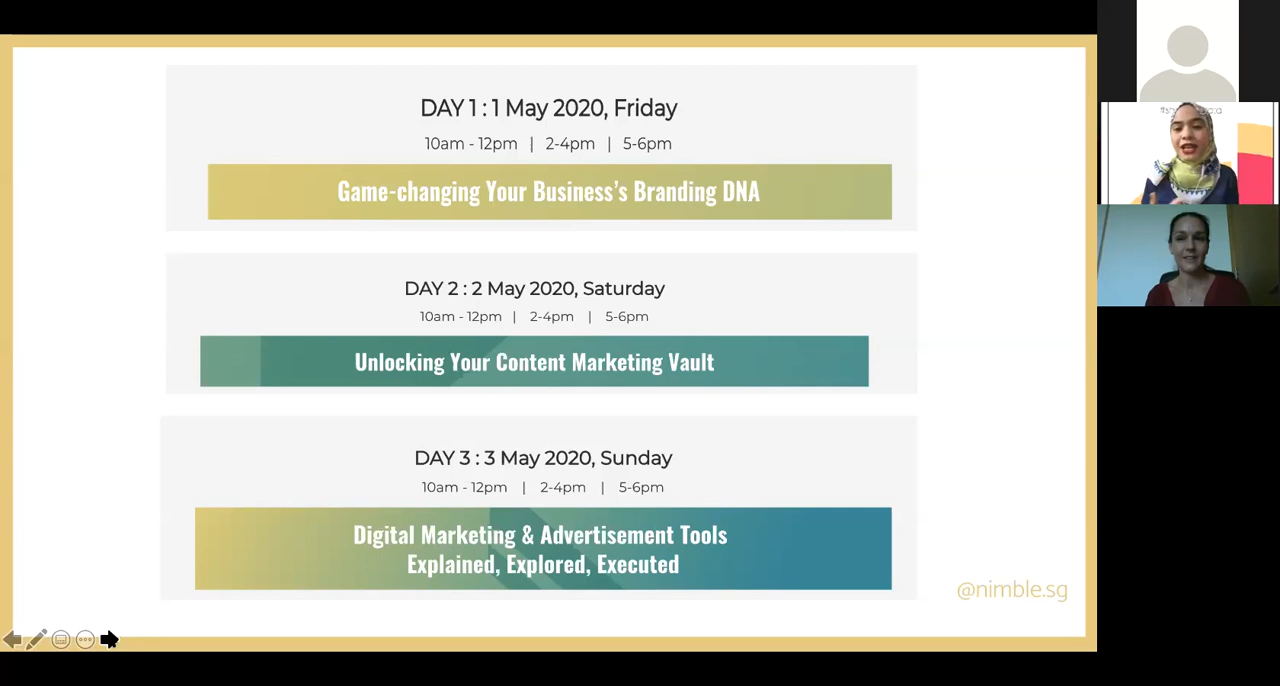 DAY 1 : 1 May 2020, Friday
10am - 12pm | 2-4pm | 5-6pm
Game-changing Your Business's Branding DNA
DAY 2 : 2 May 2020, Saturday
10am - 12pm | 2-4pm | 5-6pm
Unlocking Your Content Marketing Vault
DAY 3 : 3 May 2020, Sunday
10am - 12pm | 2-4pm | 5-6pm
Digital Marketing & Advertisement Tools
Explained, Explored, Executed
@nimble.sg